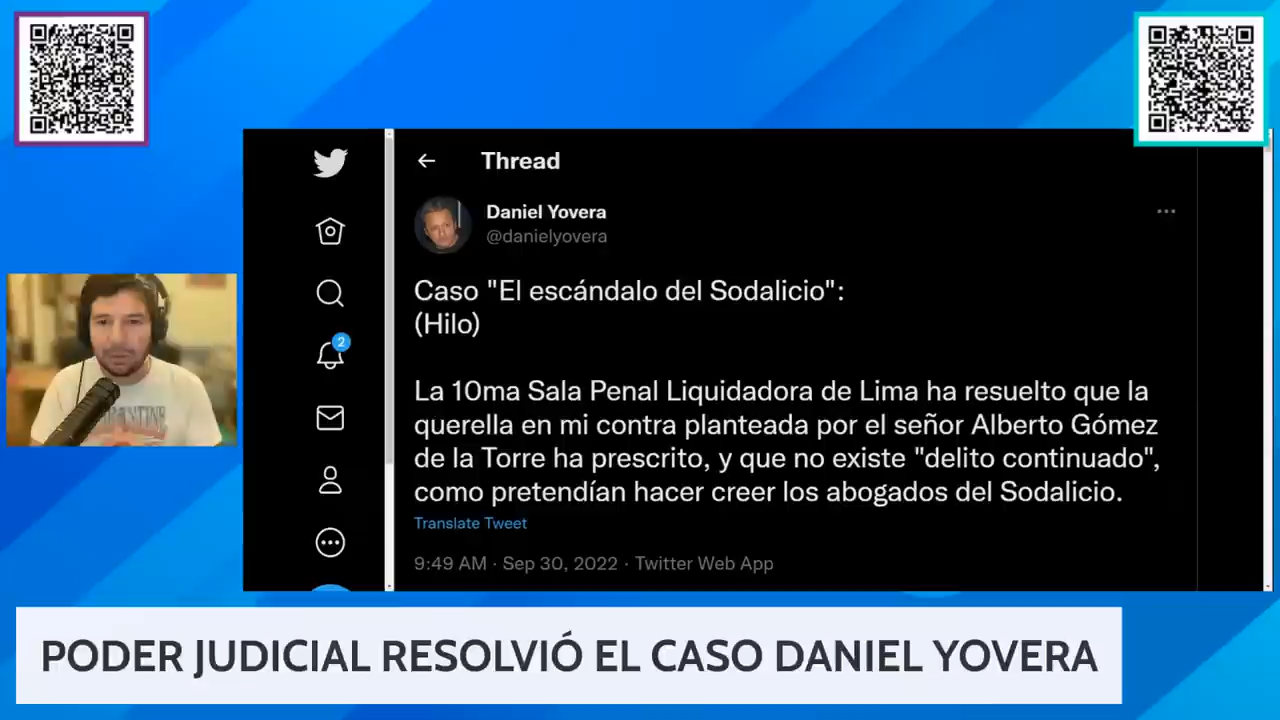 Thread
Daniel Yovera
@danielyovera
Caso "El escándalo del Sodalicio":
(Hilo)
La 10ma Sala Penal Liquidadora de Lima ha resuelto que la
querella en mi contra planteada por el señor Alberto Gómez
de la Torre ha prescrito, y que no existe "delito continuado",
como pretendían hacer creer los abogados del Sodalicio.
Translate Tweet
9:49 AM · Sep 30, 2022 · Twitter Web App
2
PODER JUDICIAL RESOLVIÓ EL CASO DANIEL YOVERA